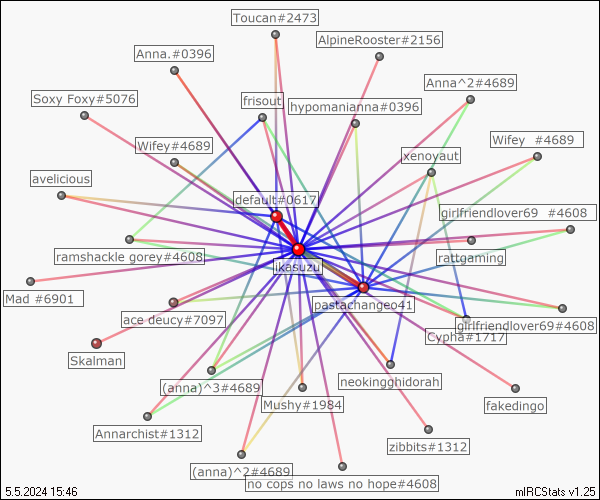 Toucan#2473
AlpineRooster#2156
Anna.#0396
Anna^2#4689
Soxy Foxy#5076
frisout
hypomanianna#0396
Wifey#4689
Wifey  #4689
xenoyaut
avelicious
default#0617
girlfriendlover69  #4608
ramshackle gorey#4608
rattgaming
ikasuzu
Mad #6901
pastachangeo41
ace deucy#7097
girlfriendlover69#4608
Cypha#1717
Skalman
(anna)^3#4689
neokingghidorah
Mushy#1984
fakedingo
Annarchist#1312
zibbits#1312
(anna)^2#4689
no cops no laws no hope#4608
5.5.2024 15:46
mIRCStats v1.25